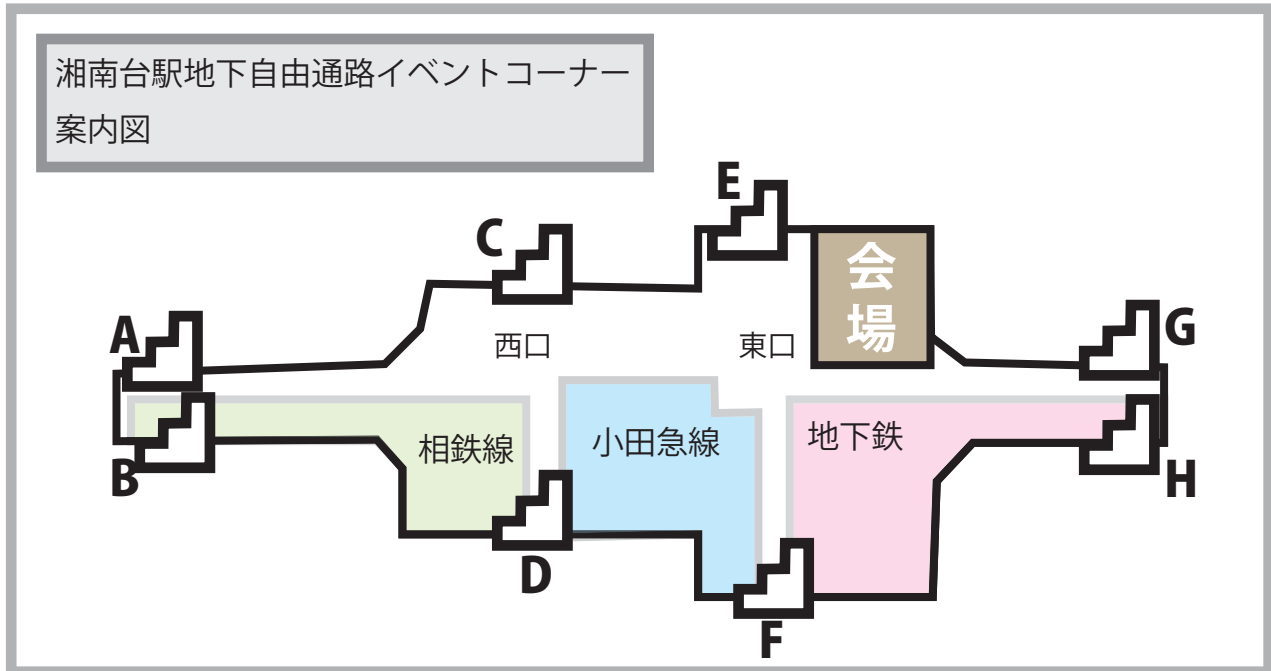 湘南台駅地下自由通路イベントコーナー
案内図
E
C
会場
A
西口
東口
G
相鉄線
小田急線
地下鉄
B
H
D
F